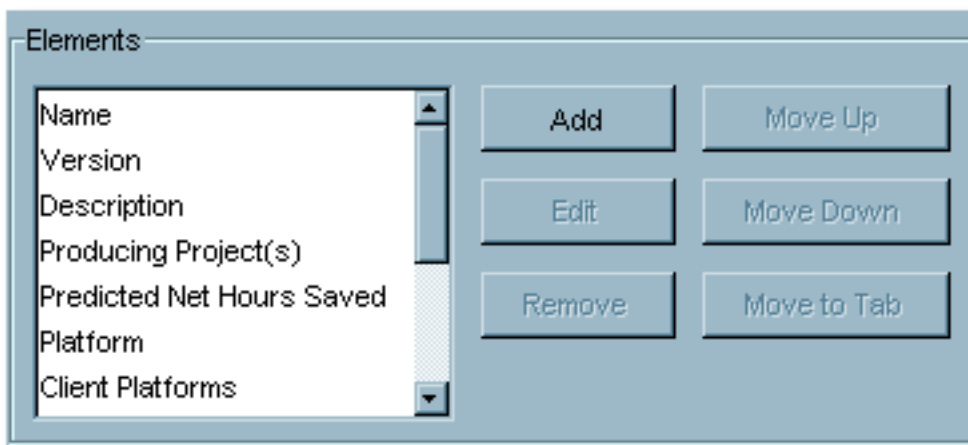 Elements
Name
Version
Description
Producing Project(s)
Predicted Net Hours Saved
Platform
Client Platforms
Add
Move Up
Edit
Move Down
Remove
Move to Tab